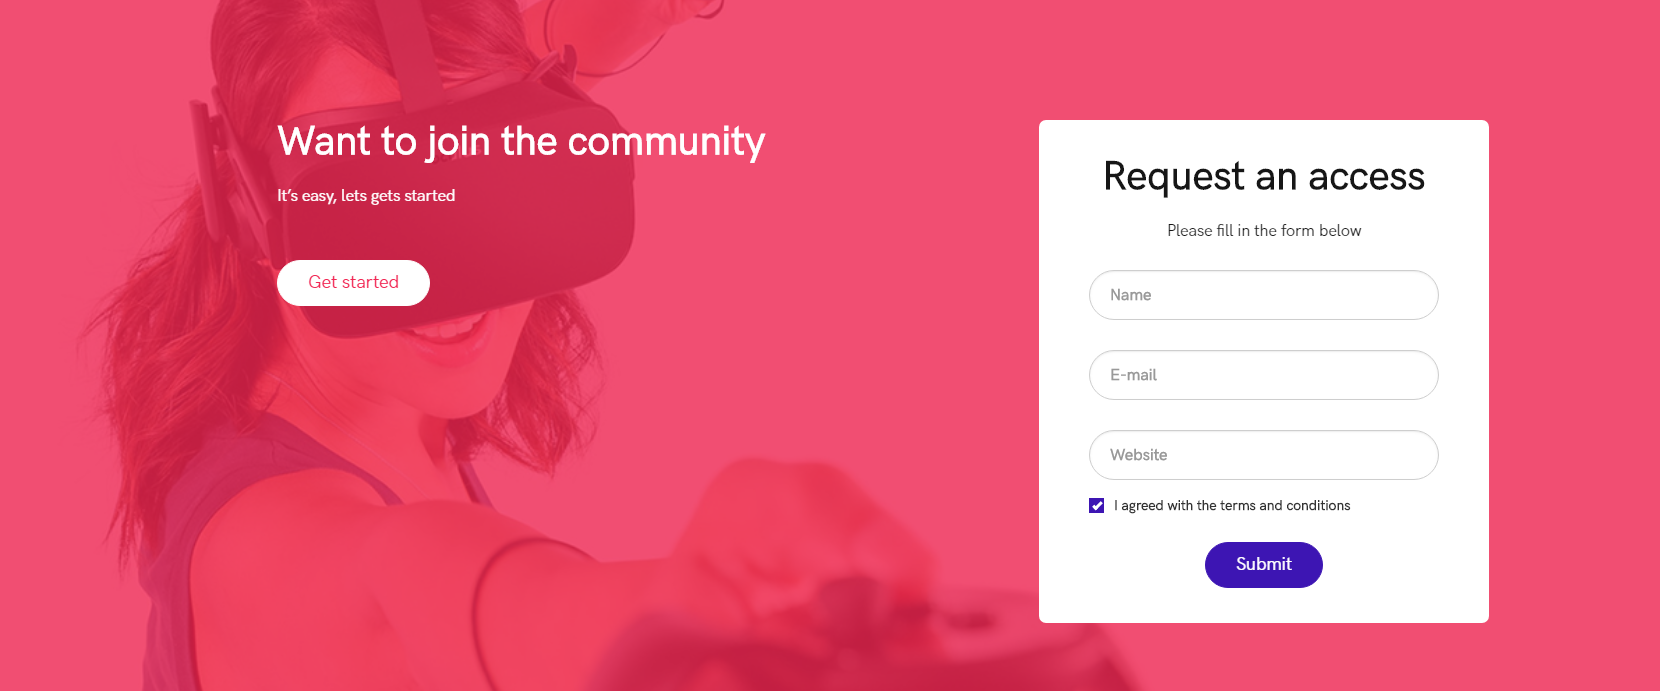 Want to join the community
It's easy, lets gets started
Get started
Request an access
Please fill in the form below
Name
E-mail
Website
I agreed with the terms and conditions
Submit